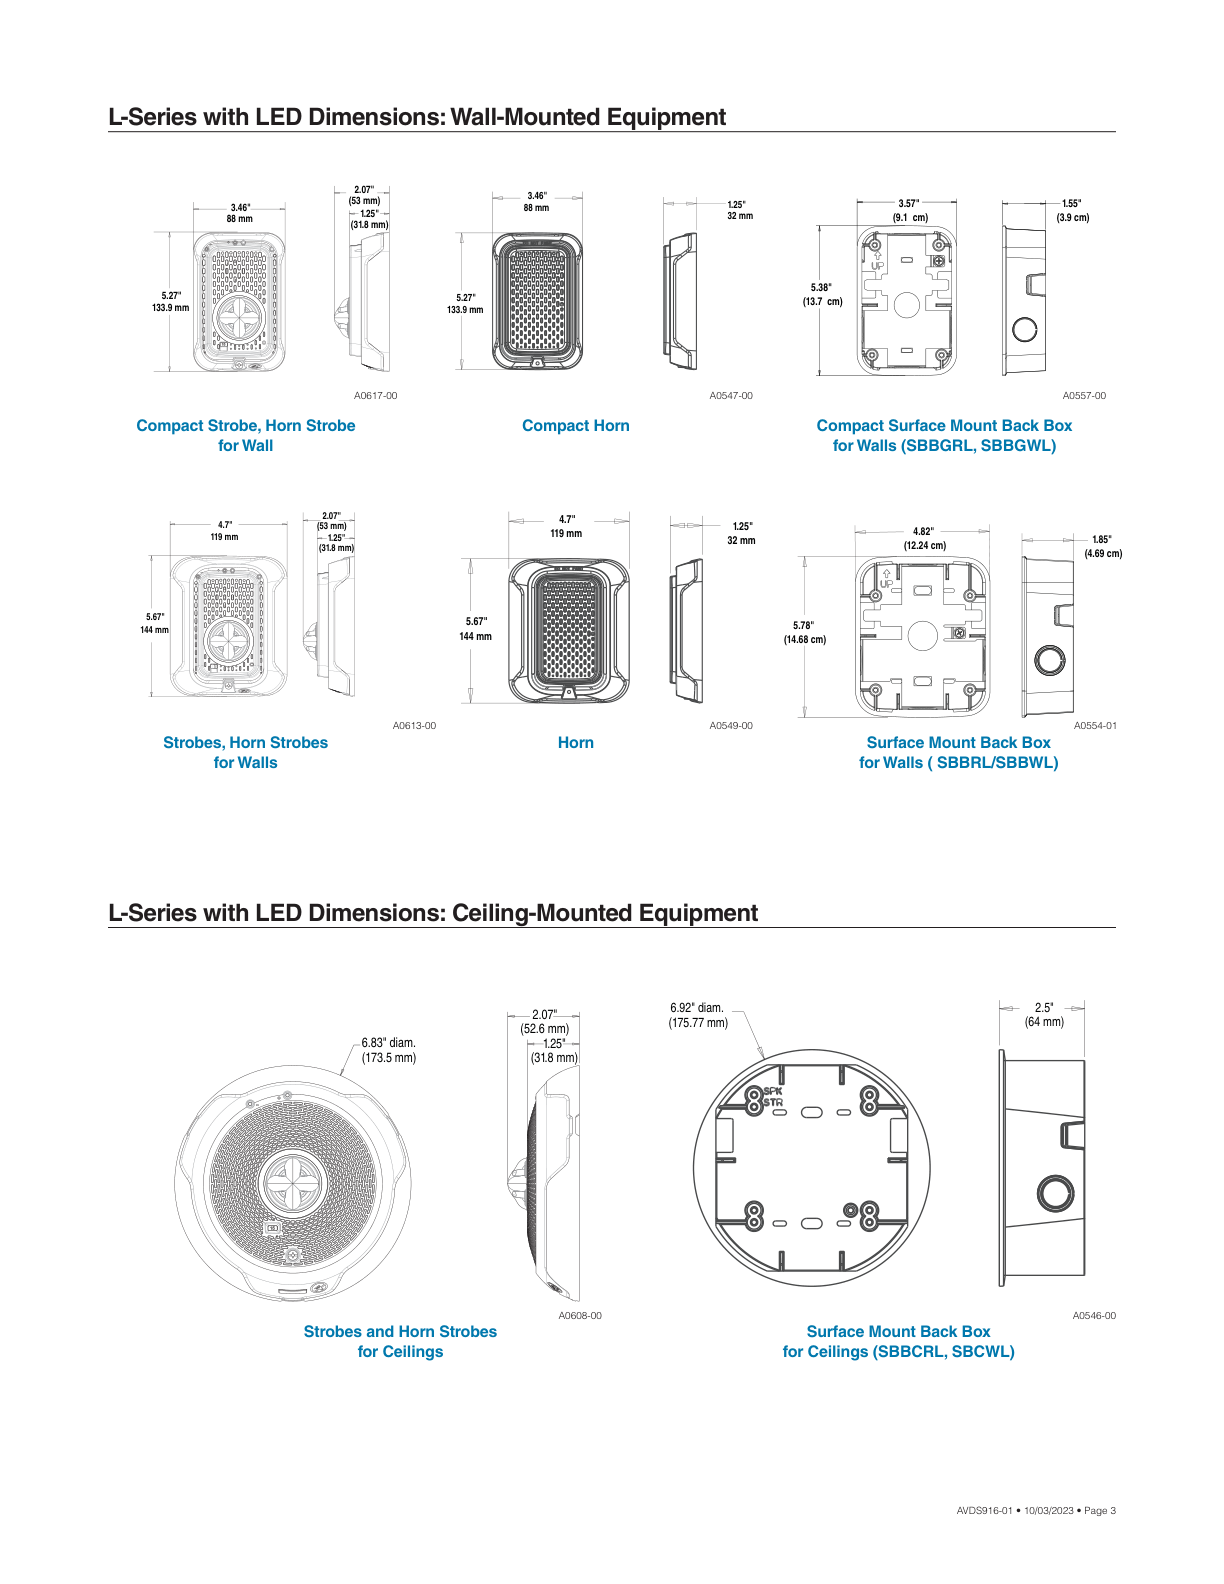 L-Series with LED Dimensions: Wall-Mounted Equipment
3.46"
88 mm
2.07"
(53 mm)
1.25"
(31.8 mm)
5.27"
133.9 mm
A0617-00
Compact Strobe, Horn Strobe
for Wall
3.46"
88 mm
1.25"
32 mm
5.27"
133.9 mm
A0547-00
Compact Horn
3.57"
(9.1 cm)
1.55"
(3.9 cm)
UP
5.38"
(13.7 cm)
A0557-00
Compact Surface Mount Back Box
for Walls (SBBGRL, SBBGWL)
4.7"
119 mm
2.07"
(53 mm)
1.25"
(31.8 mm)
5.67"
144 mm
A0613-00
Strobes, Horn Strobes
for Walls
4.7"
119 mm
1.25"
32 mm
5.67"
144 mm
A0549-00
Horn
4.82"
(12.24 cm)
1.85"
(4.69 cm)
UP
5.78"
(14.68 cm)
A0554-01
Surface Mount Back Box
for Walls ( SBBRL/SBBWL)
L-Series with LED Dimensions: Ceiling-Mounted Equipment
6.83" diam.
(173.5 mm)
2.07"
(52.6 mm)
1.25"
(31.8 mm)
A0608-00
Strobes and Horn Strobes
for Ceilings
6.92" diam.
(175.77 mm)
2.5"
(64 mm)
SPK
STR
A0546-00
Surface Mount Back Box
for Ceilings (SBBCRL, SBCWL)
AVDS916-01 • 10/03/2023 • Page 3